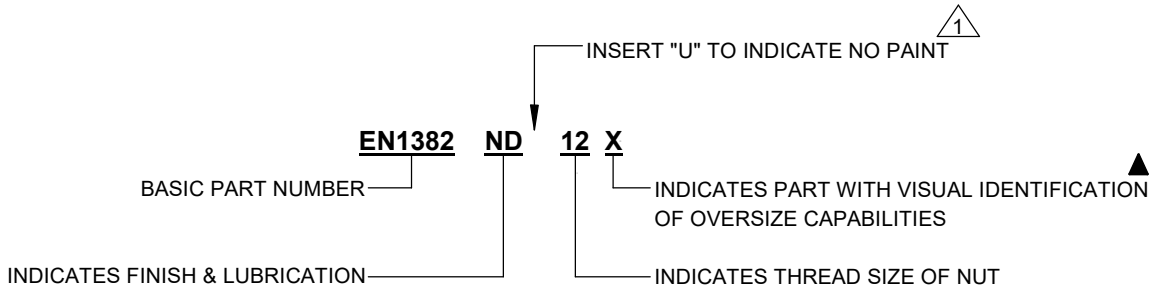 1
INSERT "U" TO INDICATE NO PAINT
EN1382 ND 12 X
BASIC PART NUMBER
INDICATES PART WITH VISUAL IDENTIFICATION
OF OVERSIZE CAPABILITIES
INDICATES FINISH & LUBRICATION
INDICATES THREAD SIZE OF NUT